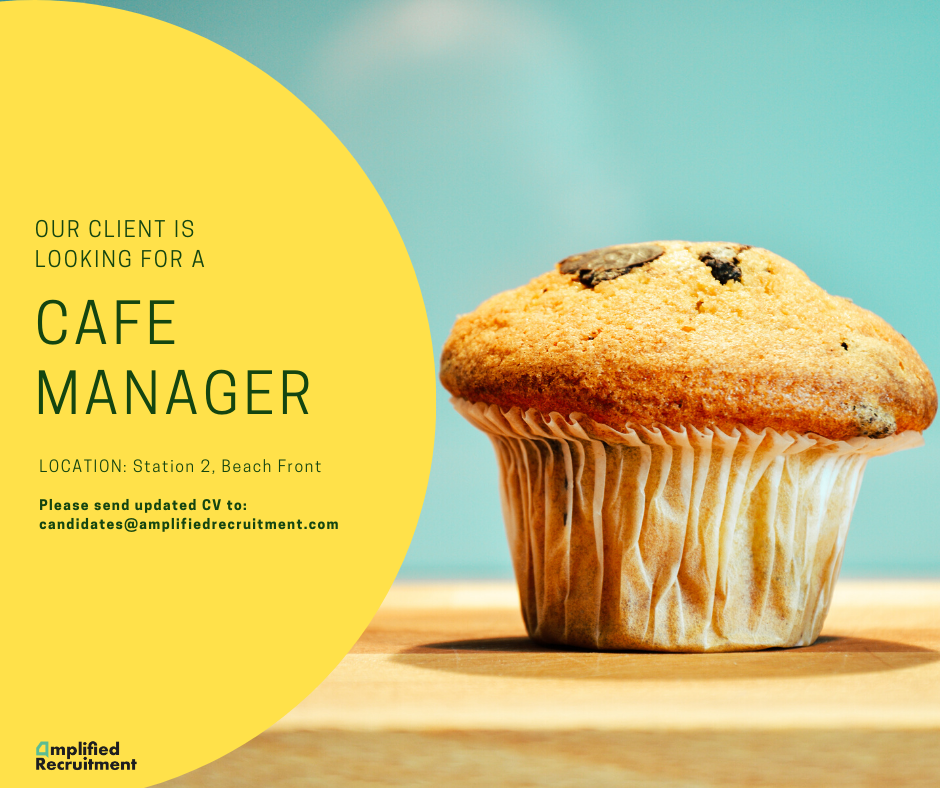 OUR CLIENT IS
LOOKING FOR A
CAFE
MANAGER
LOCATION: Station 2, Beach Front
Please send updated CV to:
candidates@amplifiedrecruitment.com
Amplified
Recruitment